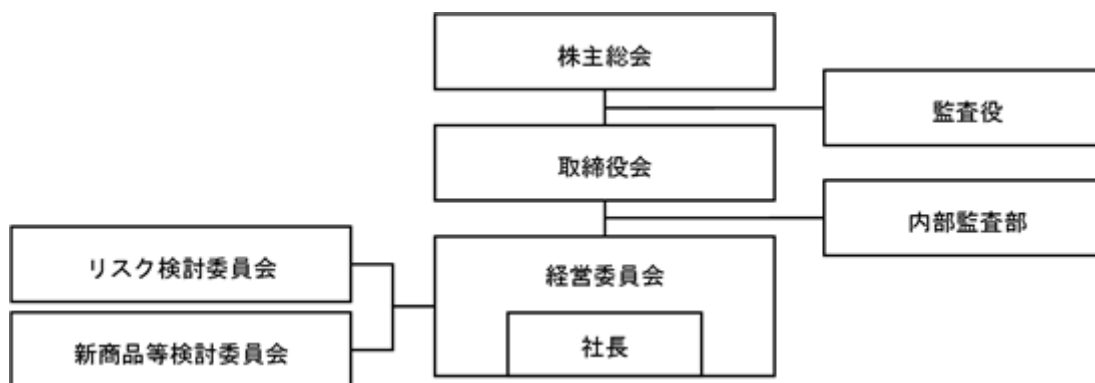 株主総会
監査役
取締役会
内部監査部
リスク検討委員会
経営委員会
新商品等検討委員会
社長